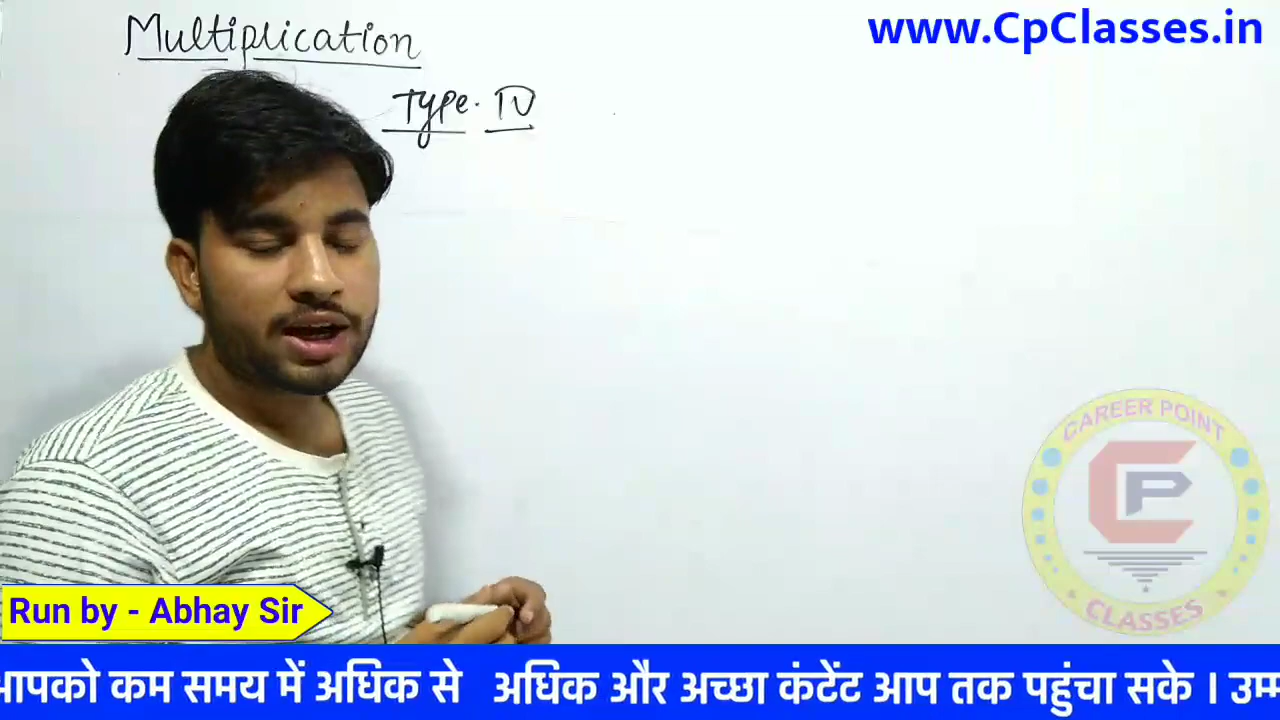 www.CpClasses.in
Multiplication
Type. IV
CAREER POINT
CP
CLASSES
Run by - Abhay Sir
आपको कम समय में अधिक से अधिक और अच्छा कंटेंट आप तक पहुंचा सके ।